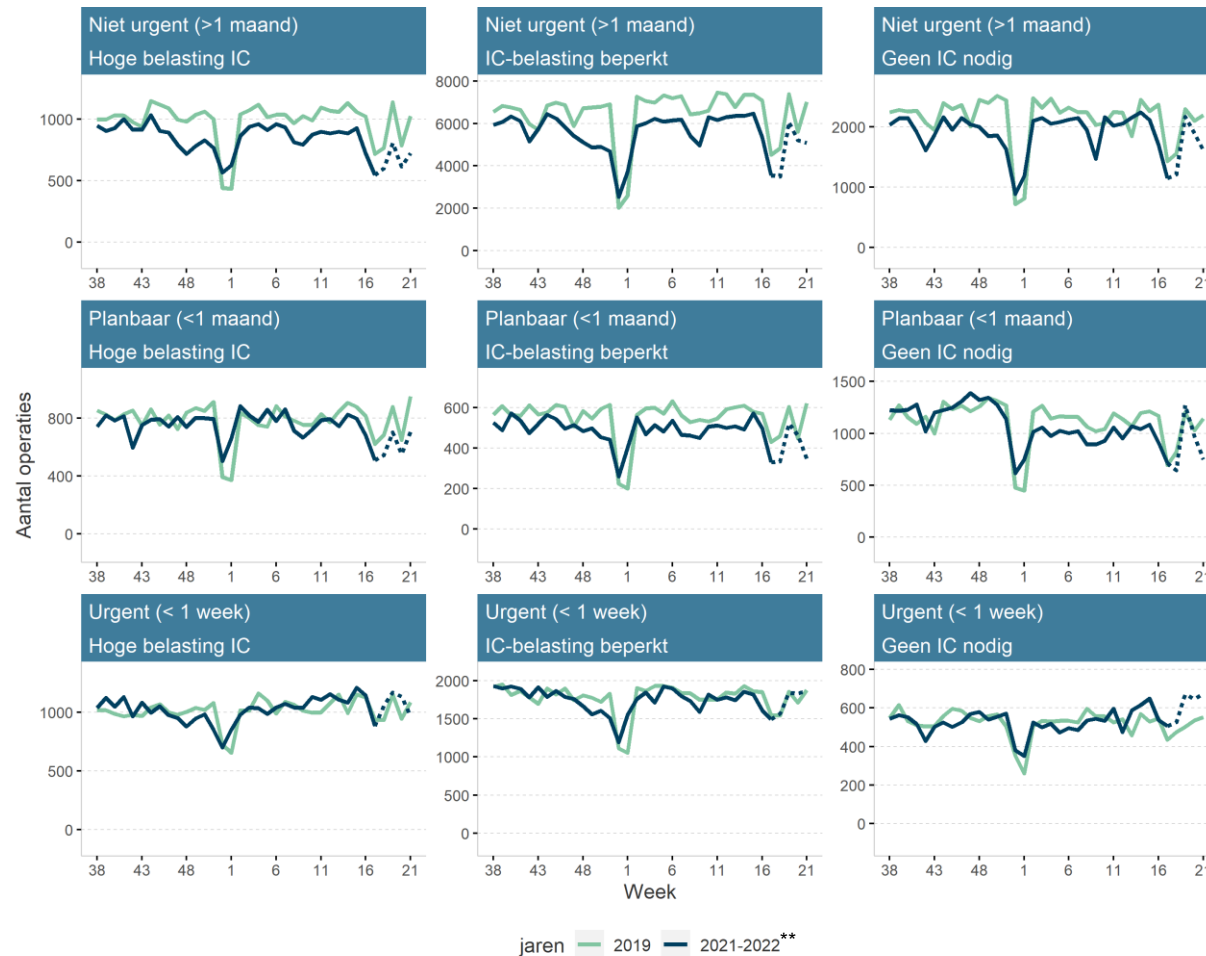 Niet urgent (>1 maand)
Hoge belasting IC
1000
500
0
38 43 48 1 6 11 16 21
Niet urgent (>1 maand)
IC-belasting beperkt
8000
6000
4000
2000
0
38 43 48 1 6 11 16 21
Niet urgent (>1 maand)
Geen IC nodig
2000
1000
0
38 43 48 1 6 11 16 21
Planbaar (<1 maand)
Hoge belasting IC
800
400
0
38 43 48 1 6 11 16 21
Planbaar (<1 maand)
IC-belasting beperkt
600
400
200
0
38 43 48 1 6 11 16 21
Planbaar (<1 maand)
Geen IC nodig
1500
1000
500
0
38 43 48 1 6 11 16 21
Urgent (< 1 week)
Hoge belasting IC
1000
500
0
38 43 48 1 6 11 16 21
Urgent (< 1 week)
IC-belasting beperkt
2000
1500
1000
500
0
38 43 48 1 6 11 16 21
Urgent (< 1 week)
Geen IC nodig
800
600
400
200
0
38 43 48 1 6 11 16 21
Aantal operaties
Week
jaren 2019 2021-2022**